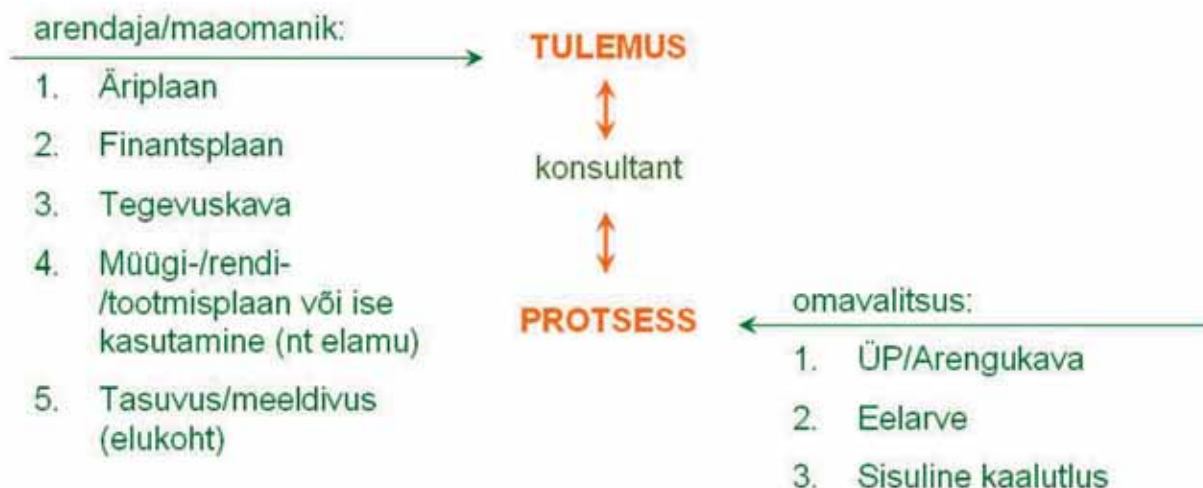 arendaja/maaomanik:
1. Äriplaan
2. Finantsplaan
3. Tegevuskava
4. Müügi-/rendi-
/tootmisplaan või ise
kasutamine (nt elamu)
5. Tasuvus/meeldivus
(elukoht)
TULEMUS
konsultant
PROTSESS
omavalitsus:
1. ÜP/Arengukava
2. Eelarve
3. Sisuline kaalutlus